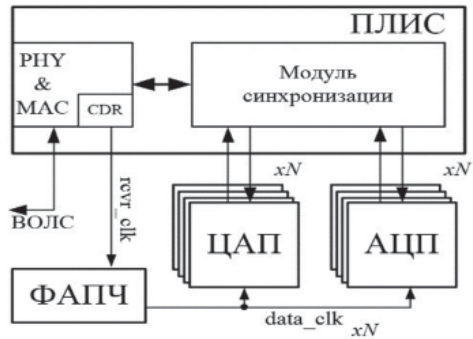 ПЛИС
PHY
&
MAC
CDR
Модуль
синхронизации
xN
xN
rcvr_clk
ВОЛС
ЦАП
АЦП
ФАПЧ
data_clk
xN